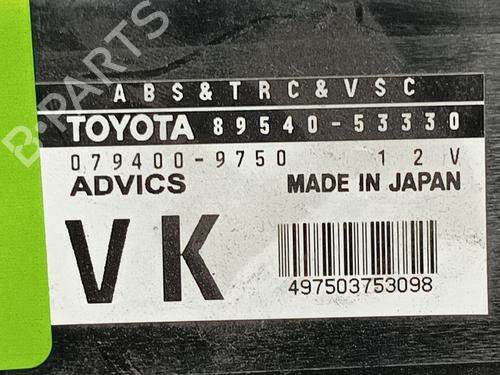 B-PARTS
ABS&TRC&VSC
TOYOTA 89540-53330
079400-9750 12V
ADVICS MADE IN JAPAN
VK
497503753098